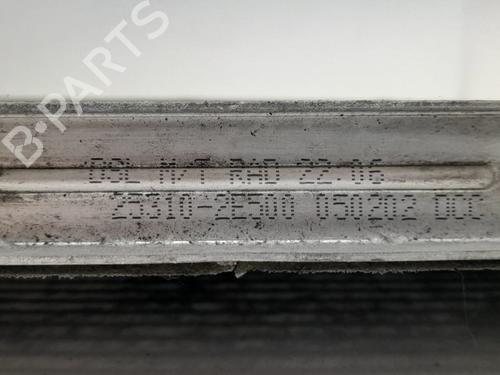 B-PARTS
DSL M/T RAD 22:06
25310-2E500 050202 DCC